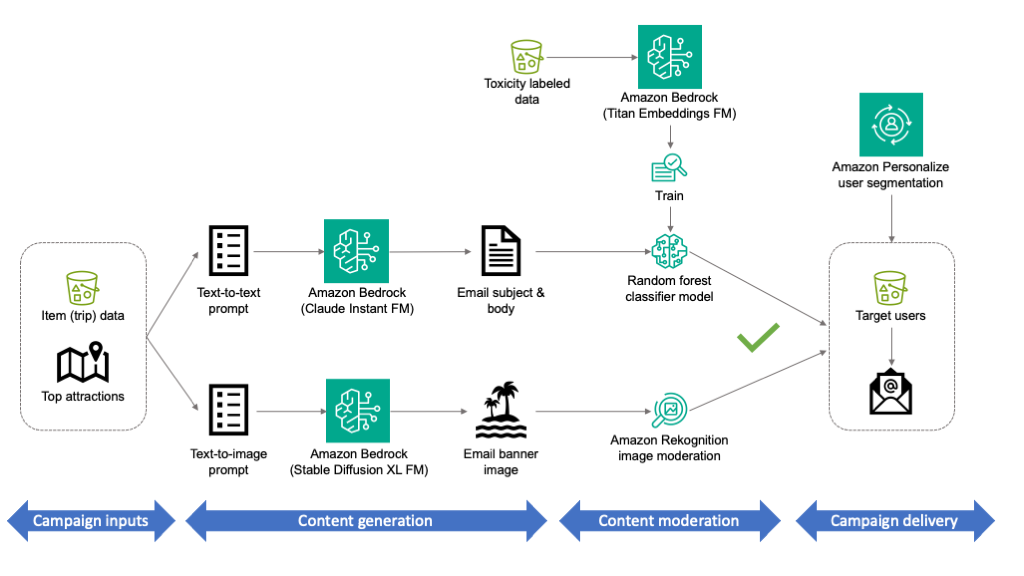 Toxicity labeled
data
Amazon Bedrock
(Titan Embeddings FM)
Train
Amazon Personalize
user segmentation
Item (trip) data
Top attractions
Text-to-text
prompt
Amazon Bedrock
(Claude Instant FM)
Email subject &
body
Random forest
classifier model
Target users
@
Text-to-image
prompt
Amazon Bedrock
(Stable Diffusion XL FM)
Email banner
image
Amazon Rekognition
image moderation
Campaign inputs
Content generation
Content moderation
Campaign delivery